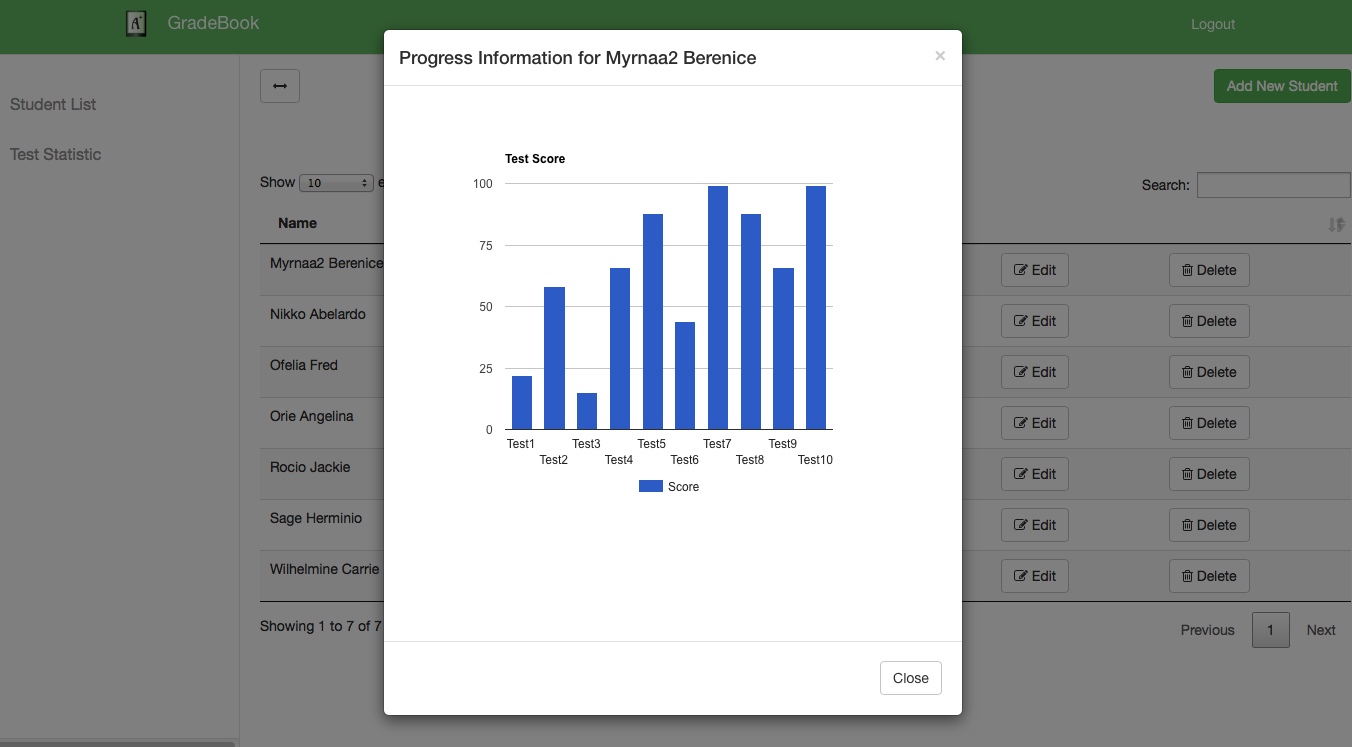 GradeBook
Logout
Progress Information for Myrnaa2 Berenice
×
Student List
Test Statistic
Add New Student
Show 10 e
Search:
Name
Test Score
100
75
50
25
0
Test1 Test3 Test5 Test7 Test9
Test2 Test4 Test6 Test8 Test10
Score
Myrnaa2 Berenice Edit Delete
Nikko Abelardo Edit Delete
Ofelia Fred Edit Delete
Orie Angelina Edit Delete
Rocio Jackie Edit Delete
Sage Herminio Edit Delete
Wilhelmine Carrie Edit Delete
Showing 1 to 7 of 7
Previous 1 Next
Close